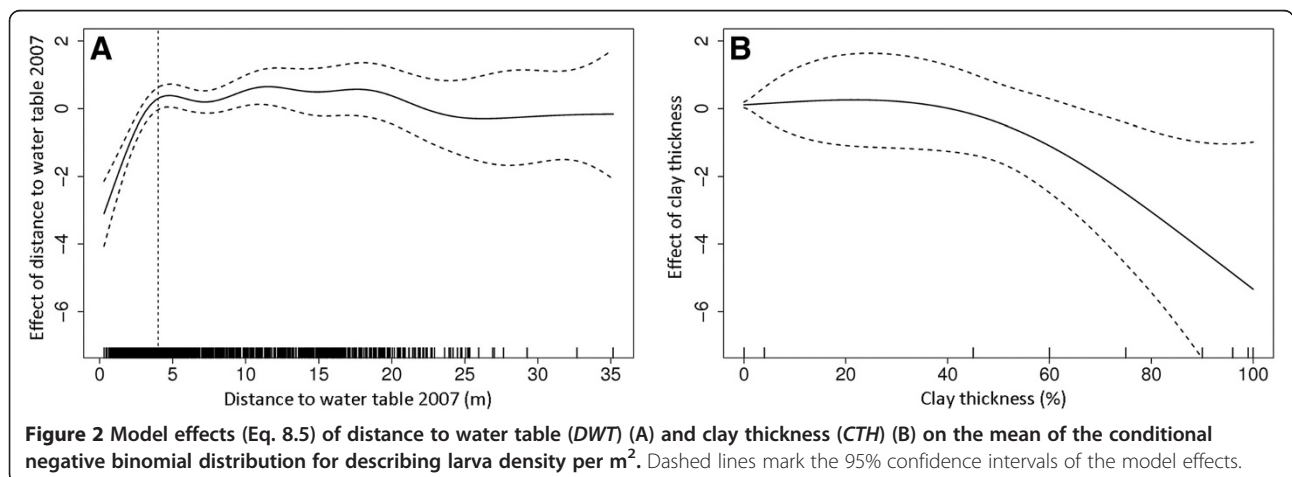 A
Effect of distance to water table 2007
2
0
−2
−4
−6
0 5 10 15 20 25 30 35
Distance to water table 2007 (m)
B
Effect of clay thickness
2
0
−2
−4
−6
0 20 40 60 80 100
Clay thickness (%)
Figure 2 Model effects (Eq. 8.5) of distance to water table (DWT) (A) and clay thickness (CTH) (B) on the mean of the conditional
negative binomial distribution for describing larva density per m². Dashed lines mark the 95% confidence intervals of the model effects.